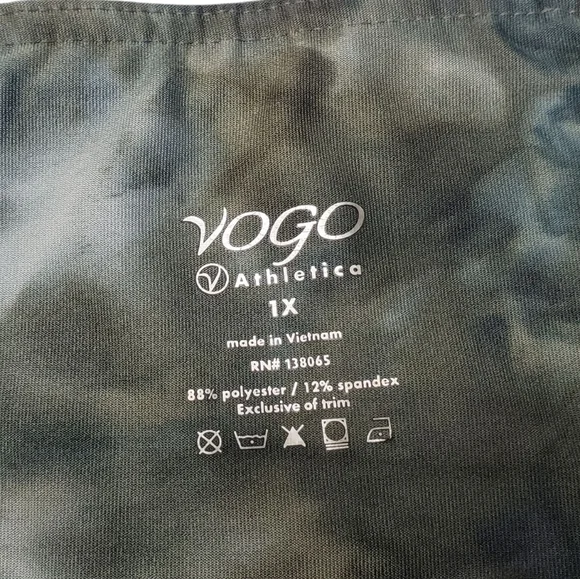 VOGO
Athletica
1X
made in Vietnam
RN# 138065
88% polyester / 12% spandex
Exclusive of trim